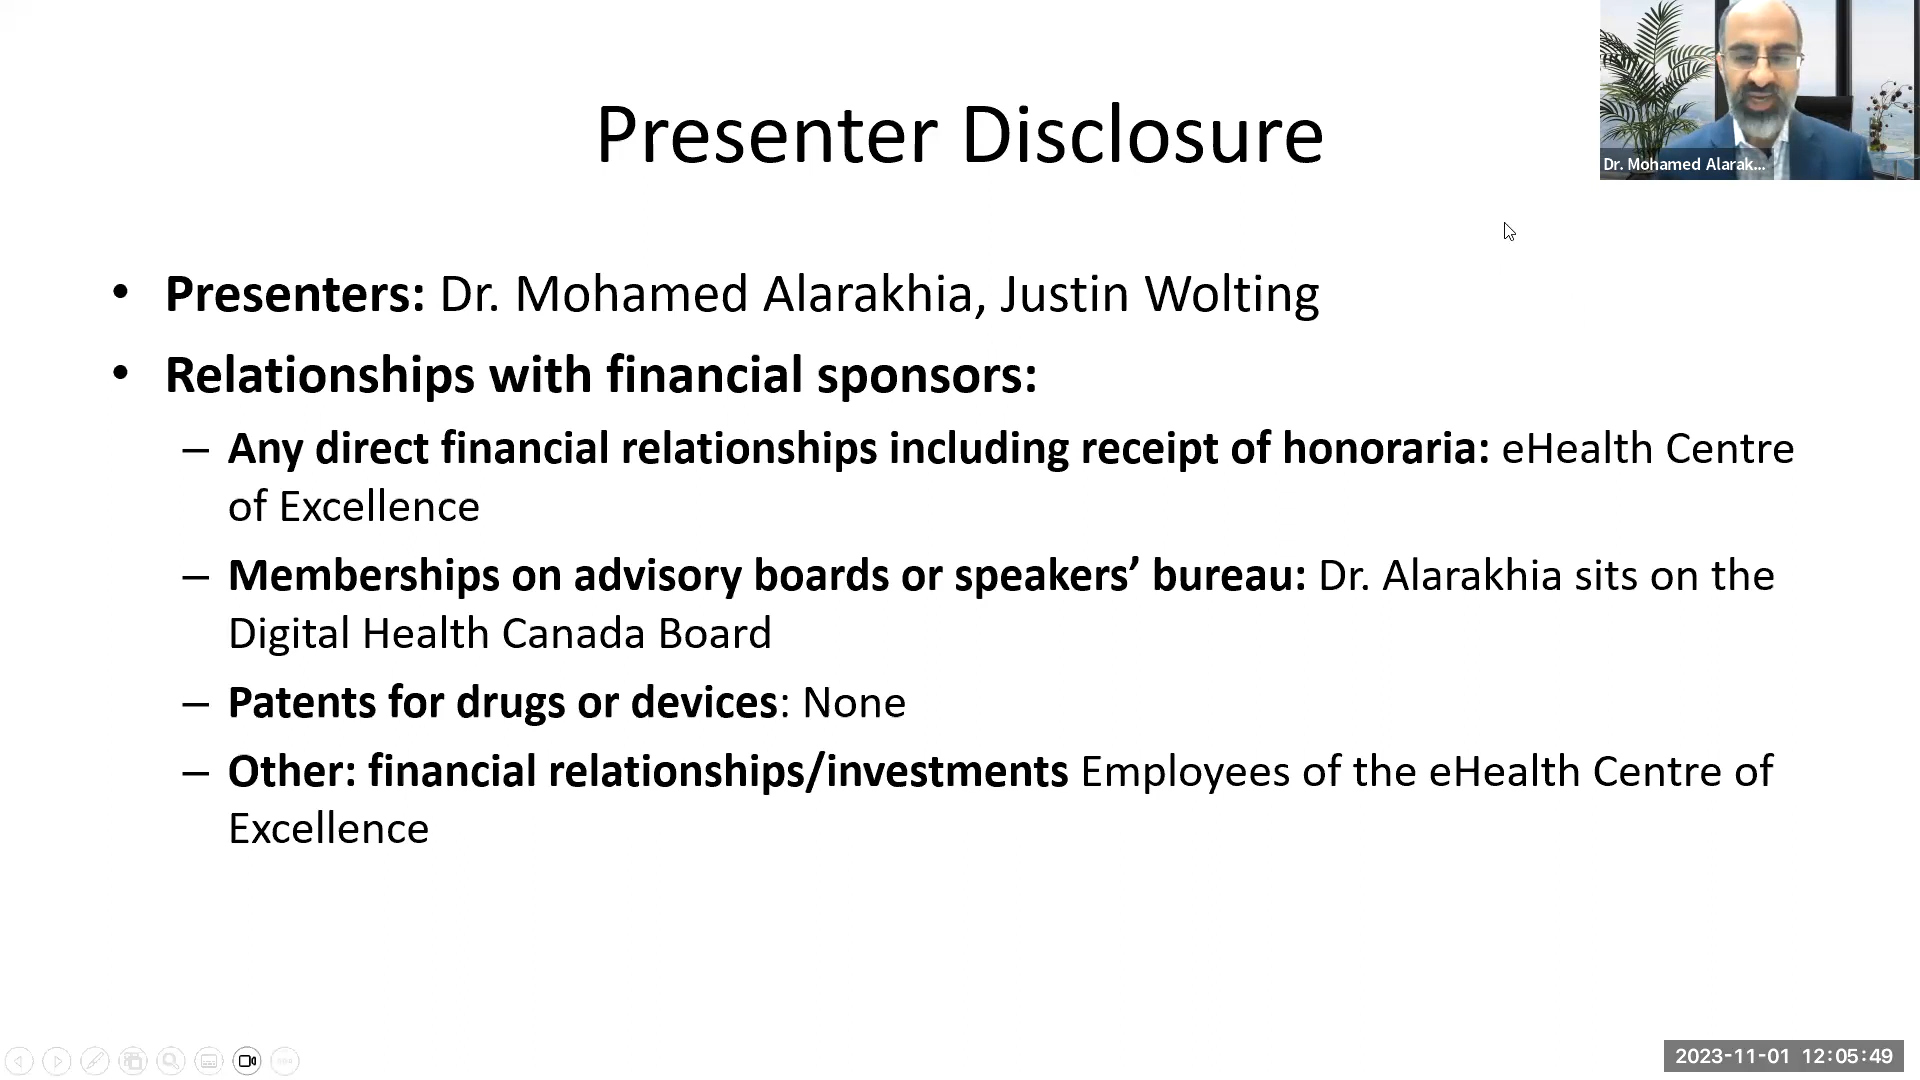 Presenter Disclosure
Dr. Mohamed Alarak...
• Presenters: Dr. Mohamed Alarakhia, Justin Wolting
• Relationships with financial sponsors:
– Any direct financial relationships including receipt of honoraria: eHealth Centre
of Excellence
– Memberships on advisory boards or speakers’ bureau: Dr. Alarakhia sits on the
Digital Health Canada Board
– Patents for drugs or devices: None
– Other: financial relationships/investments Employees of the eHealth Centre of
Excellence
2023-11-01 12:05:49